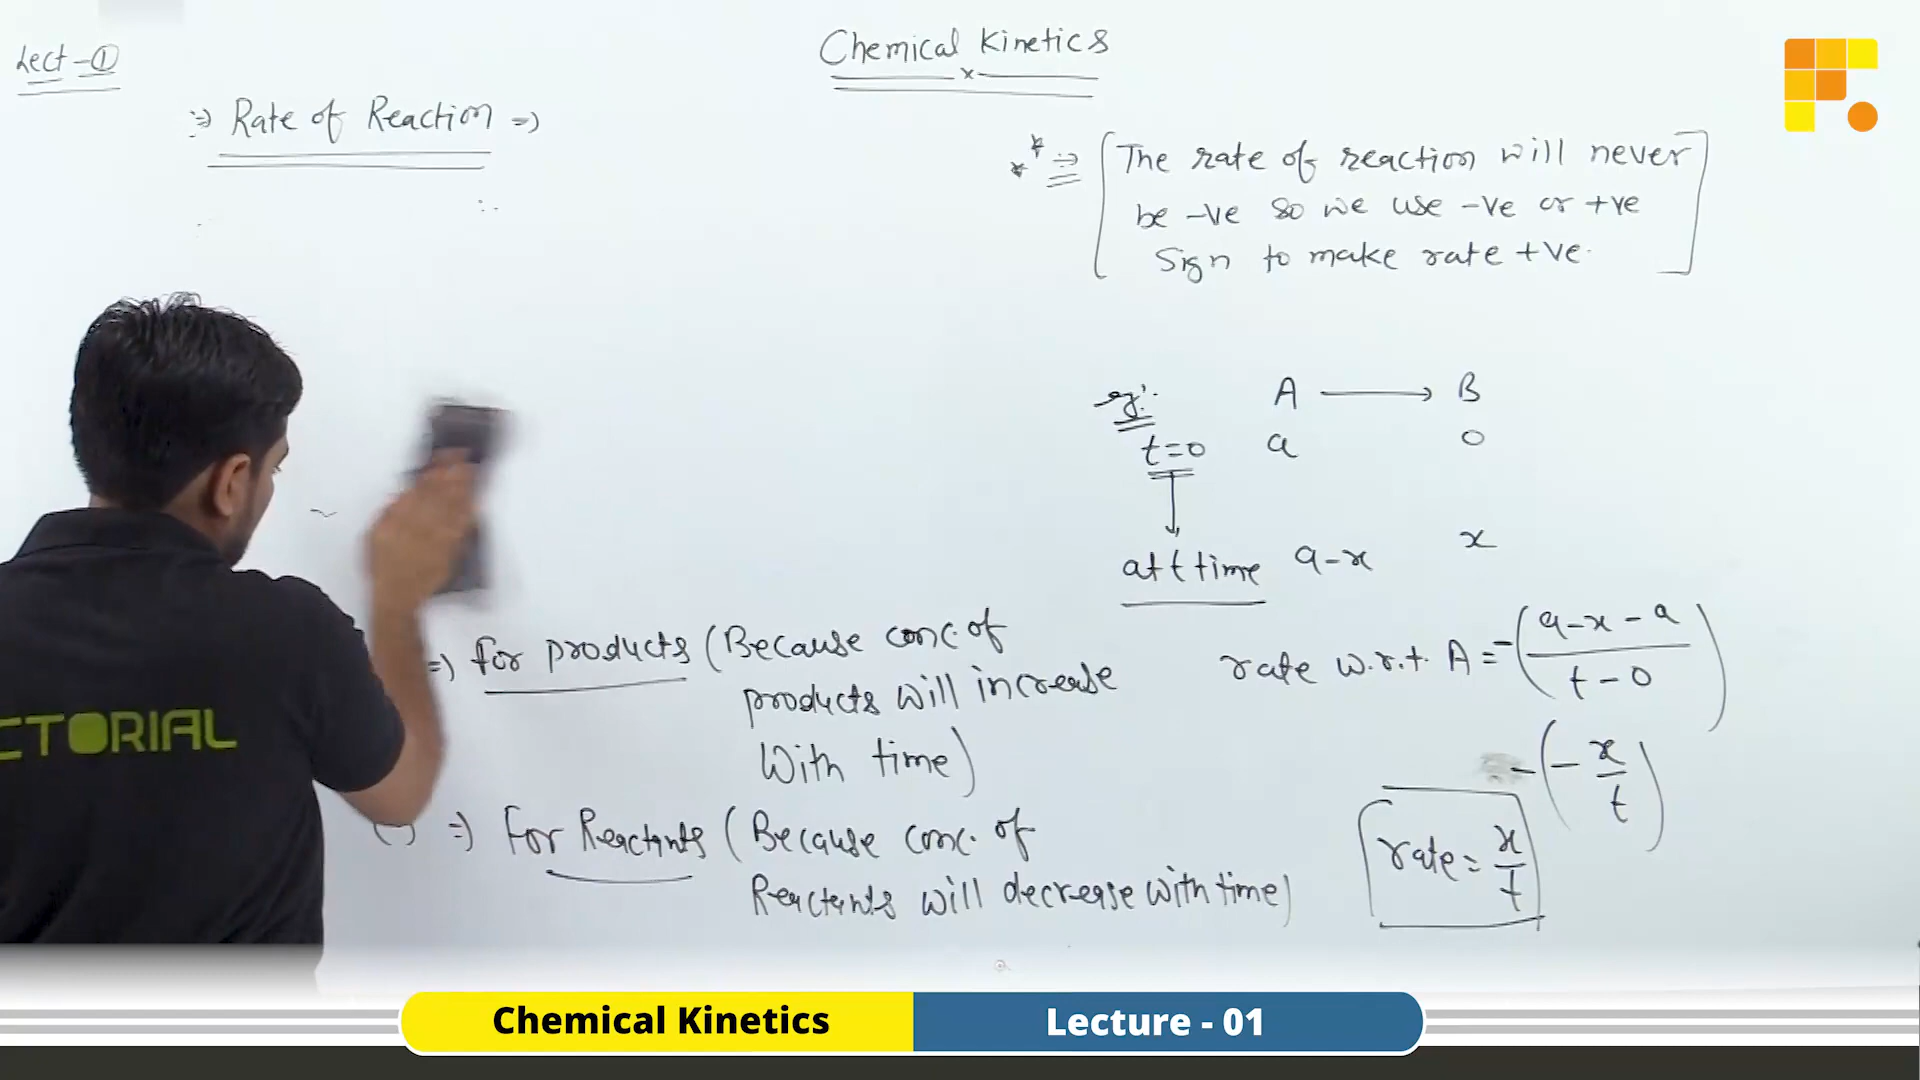 Lect-①
Chemical Kinetics
⇒ Rate of Reaction ⇒
** ⇒ [The rate of reaction will never
be -ve so we use -ve or +ve
Sign to make rate +ve.]
eg:- A ⟶ B
t=0 a 0
at t time a-x x
⇒ for products (Because conc. of
products will increase
with time)
rate w.r.t. A = -((a-x-a)/(t-0))
-(-x/t)
rate = x/t
(-) ⇒ For Reactants (Because conc. of
Reactants will decrease with time)
CTORIAL
Chemical Kinetics
Lecture - 01